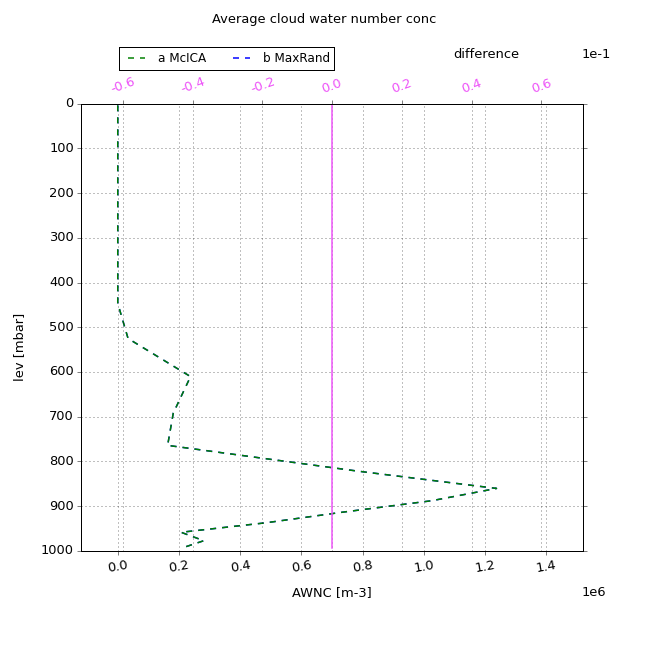 Average cloud water number conc
a McICA b MaxRand
difference 1e-1
-0.6 -0.4 -0.2 0.0 0.2 0.4 0.6
0
100
200
300
400
500
600
700
800
900
1000
lev [mbar]
0.0 0.2 0.4 0.6 0.8 1.0 1.2 1.4
AWNC [m-3] 1e6